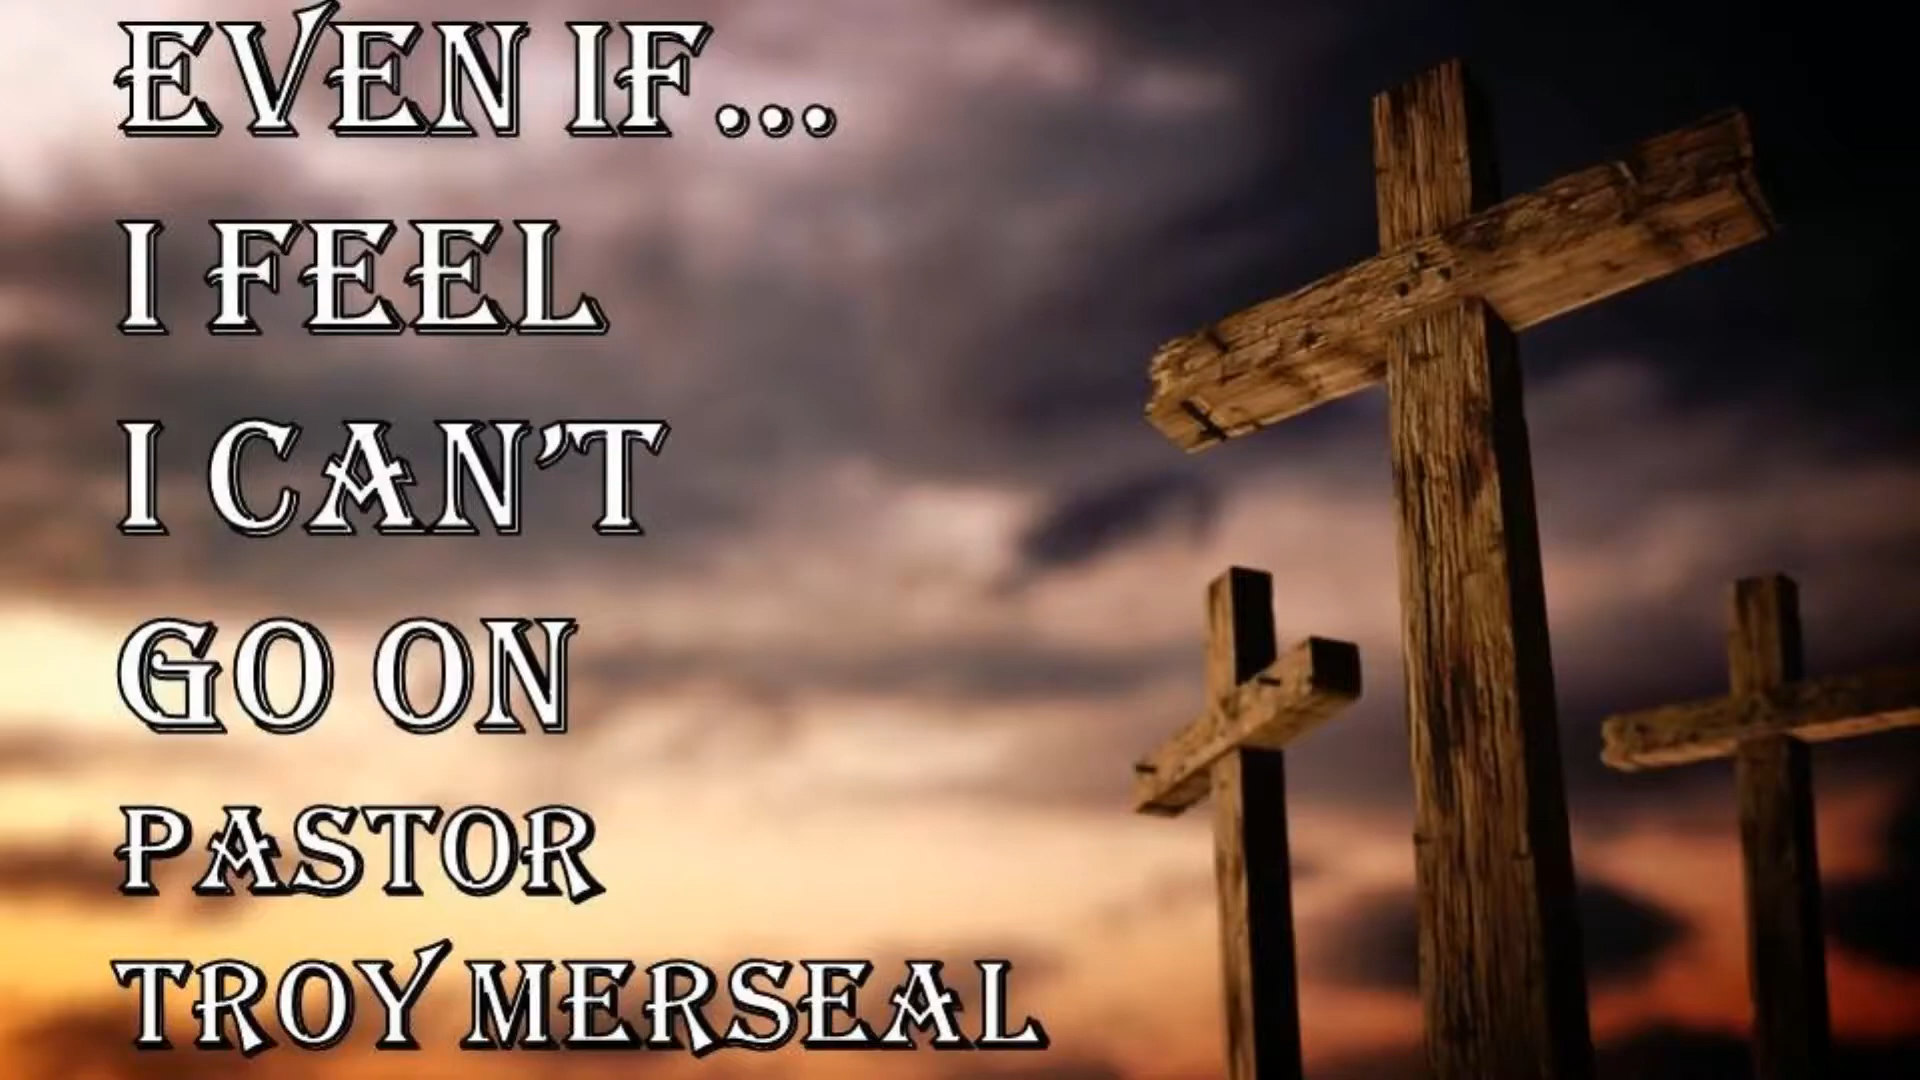 EVEN IF...
I FEEL
I CAN'T
GO ON
PASTOR
TROY MERSEAL